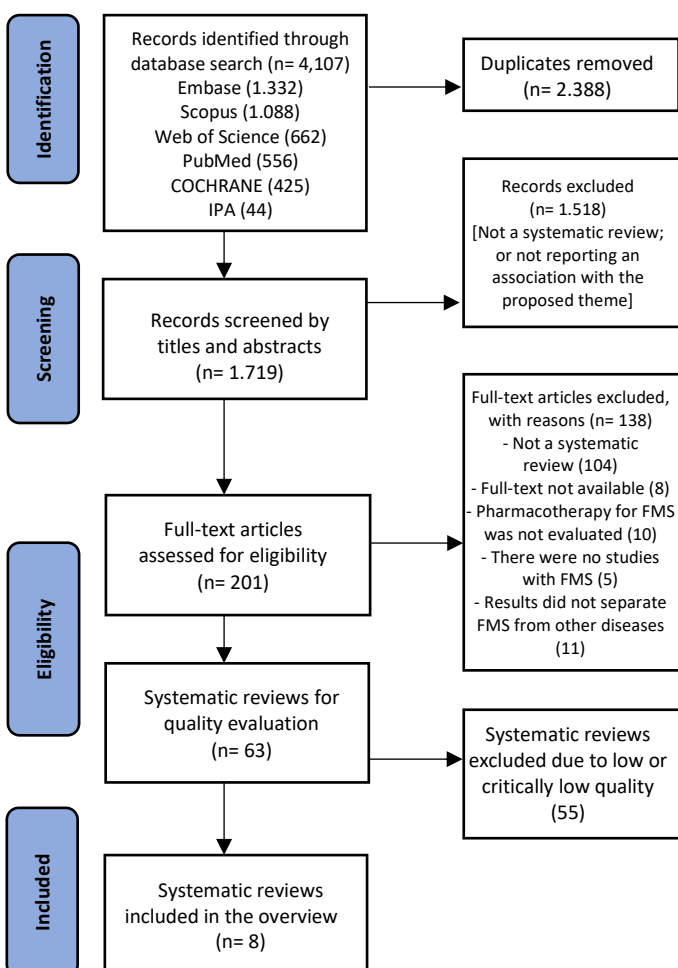 Identification
Records identified through
database search (n= 4,107)
Embase (1.332)
Scopus (1.088)
Web of Science (662)
PubMed (556)
COCHRANE (425)
IPA (44)
Duplicates removed
(n= 2.388)
Records excluded
(n= 1.518)
[Not a systematic review;
or not reporting an
association with the
proposed theme]
Screening
Records screened by
titles and abstracts
(n= 1.719)
Full-text articles excluded,
with reasons (n= 138)
- Not a systematic
review (104)
- Full-text not available (8)
- Pharmacotherapy for FMS
was not evaluated (10)
- There were no studies
with FMS (5)
- Results did not separate
FMS from other diseases
(11)
Full-text articles
assessed for eligibility
(n= 201)
Eligibility
Systematic reviews for
quality evaluation
(n= 63)
Systematic reviews
excluded due to low or
critically low quality
(55)
Included
Systematic reviews
included in the overview
(n= 8)